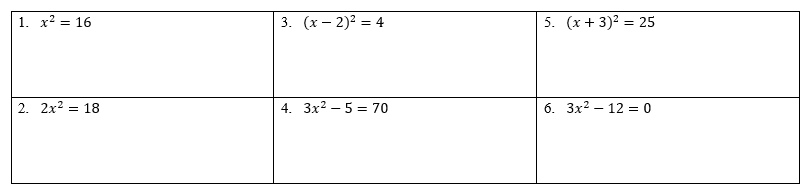 1. x² = 16
3. (x − 2)² = 4
5. (x + 3)² = 25
2. 2x² = 18
4. 3x² − 5 = 70
6. 3x² − 12 = 0